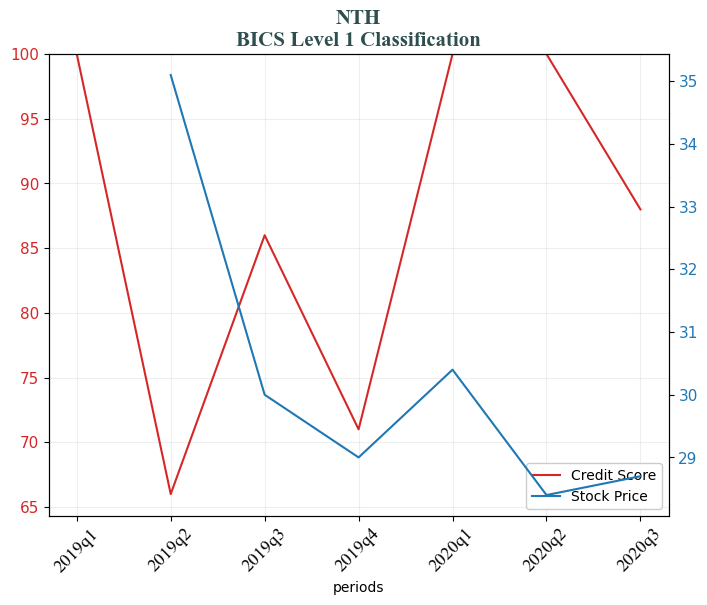 NTH
BICS Level 1 Classification
100
95
90
85
80
75
70
65
35
34
33
32
31
30
29
Credit Score
Stock Price
2019q1
2019q2
2019q3
2019q4
2020q1
2020q2
2020q3
periods